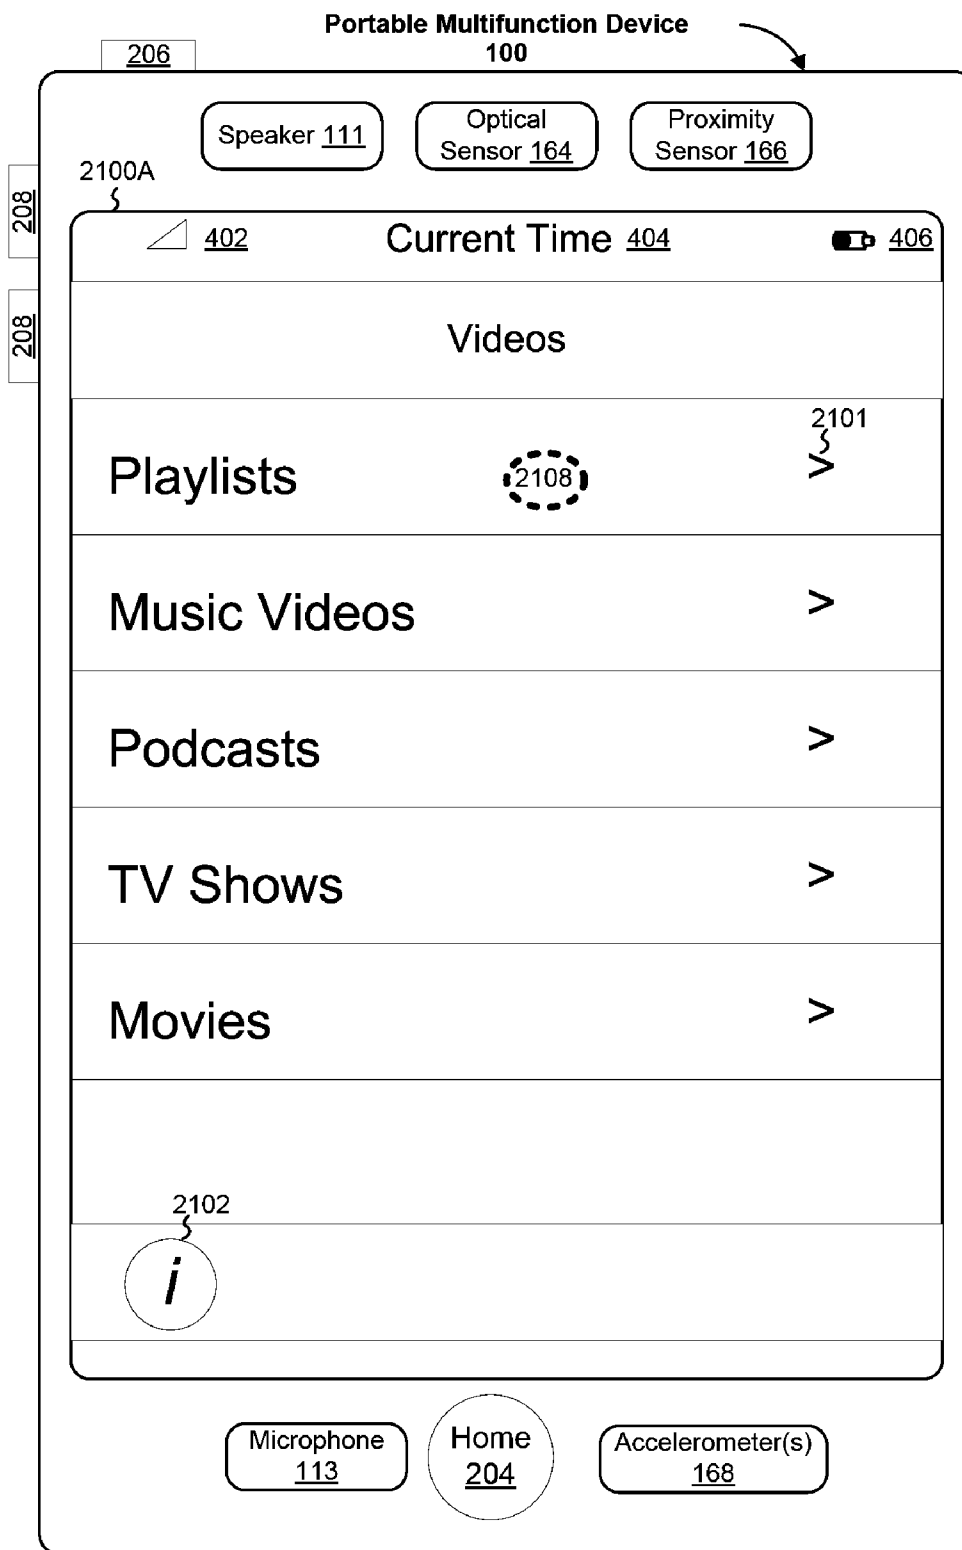 Portable Multifunction Device
100
206
Speaker 111
Optical
Sensor 164
Proximity
Sensor 166
2100A
208
402
Current Time 404
406
208
Videos
2101
Playlists
2108
>
Music Videos
>
Podcasts
>
TV Shows
>
Movies
>
2102
i
Microphone
113
Home
204
Accelerometer(s)
168